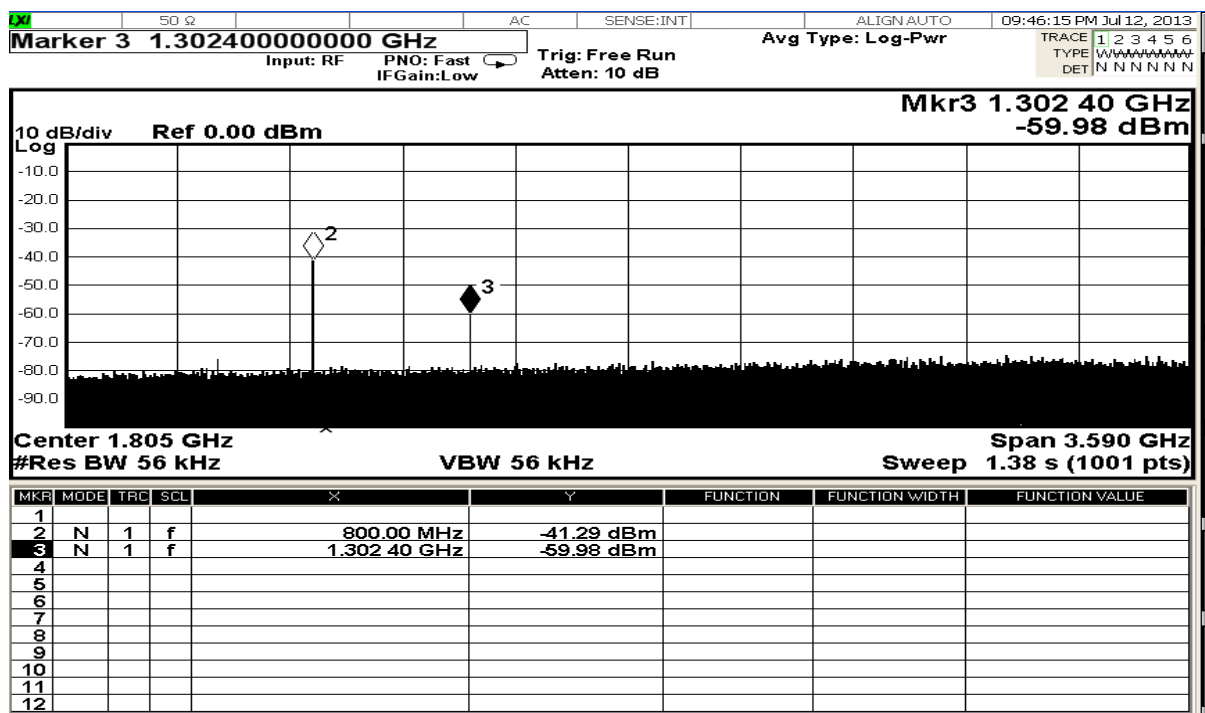 LXI 50 Ω AC SENSE:INT ALIGNAUTO 09:46:15 PM Jul 12, 2013
Marker 3 1.302400000000 GHz Avg Type: Log-Pwr TRACE 1 2 3 4 5 6
Input: RF PNO: Fast Trig: Free Run TYPE WWWWWW
IFGain:Low Atten: 10 dB DET N N N N N N
Mkr3 1.302 40 GHz
10 dB/div Ref 0.00 dBm -59.98 dBm
Log
-10.0
-20.0
-30.0
2
-40.0
-50.0
3
-60.0
-70.0
-80.0
-90.0
Center 1.805 GHz Span 3.590 GHz
#Res BW 56 kHz VBW 56 kHz Sweep 1.38 s (1001 pts)
MKR MODE TRC SCL X Y FUNCTION FUNCTION WIDTH FUNCTION VALUE
1
2 N 1 f 800.00 MHz -41.29 dBm
3 N 1 f 1.302 40 GHz -59.98 dBm
4
5
6
7
8
9
10
11
12